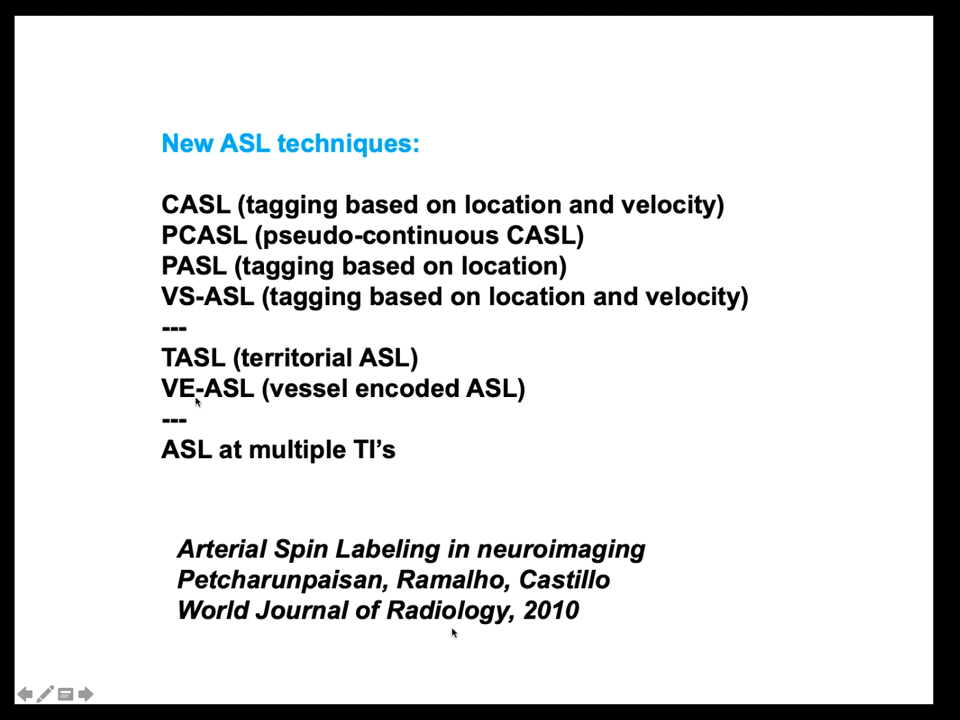 New ASL techniques:
CASL (tagging based on location and velocity)
PCASL (pseudo-continuous CASL)
PASL (tagging based on location)
VS-ASL (tagging based on location and velocity)
---
TASL (territorial ASL)
VE-ASL (vessel encoded ASL)
---
ASL at multiple TI’s
Arterial Spin Labeling in neuroimaging
Petcharunpaisan, Ramalho, Castillo
World Journal of Radiology, 2010